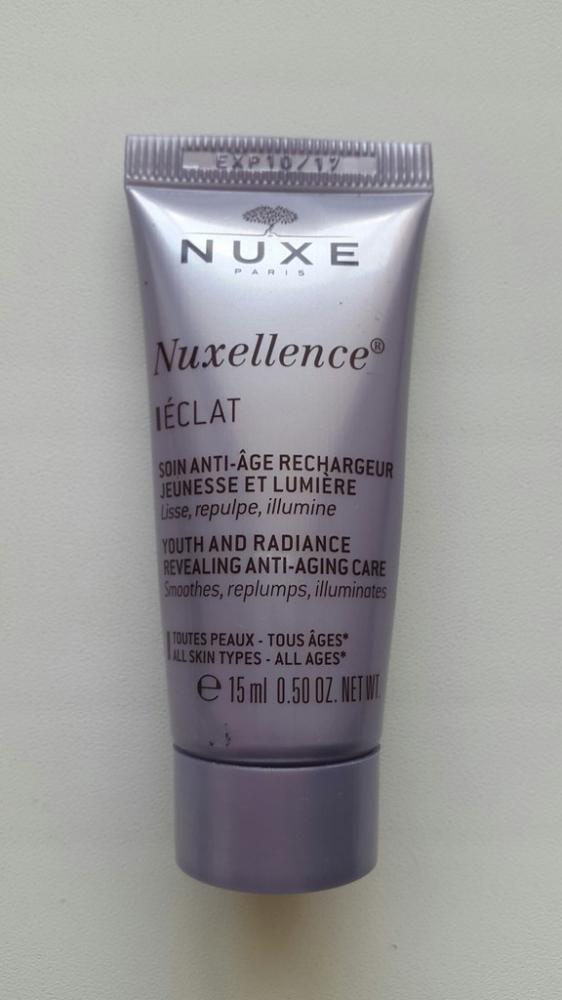 EXP10/17
NUXE
PARIS
Nuxellence®
ÉCLAT
SOIN ANTI-ÂGE RECHARGEUR
JEUNESSE ET LUMIÈRE
Lisse, repulpe, illumine
YOUTH AND RADIANCE
REVEALING ANTI-AGING CARE
Smoothes, replumps, illuminates
TOUTES PEAUX - TOUS ÂGES*
ALL SKIN TYPES - ALL AGES*
℮ 15 ml 0.50 OZ. NET WT.